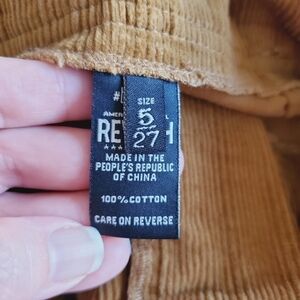 SIZE
5
27
MADE IN THE
PEOPLE'S REPUBLIC
OF CHINA
100% COTTON
CARE ON REVERSE